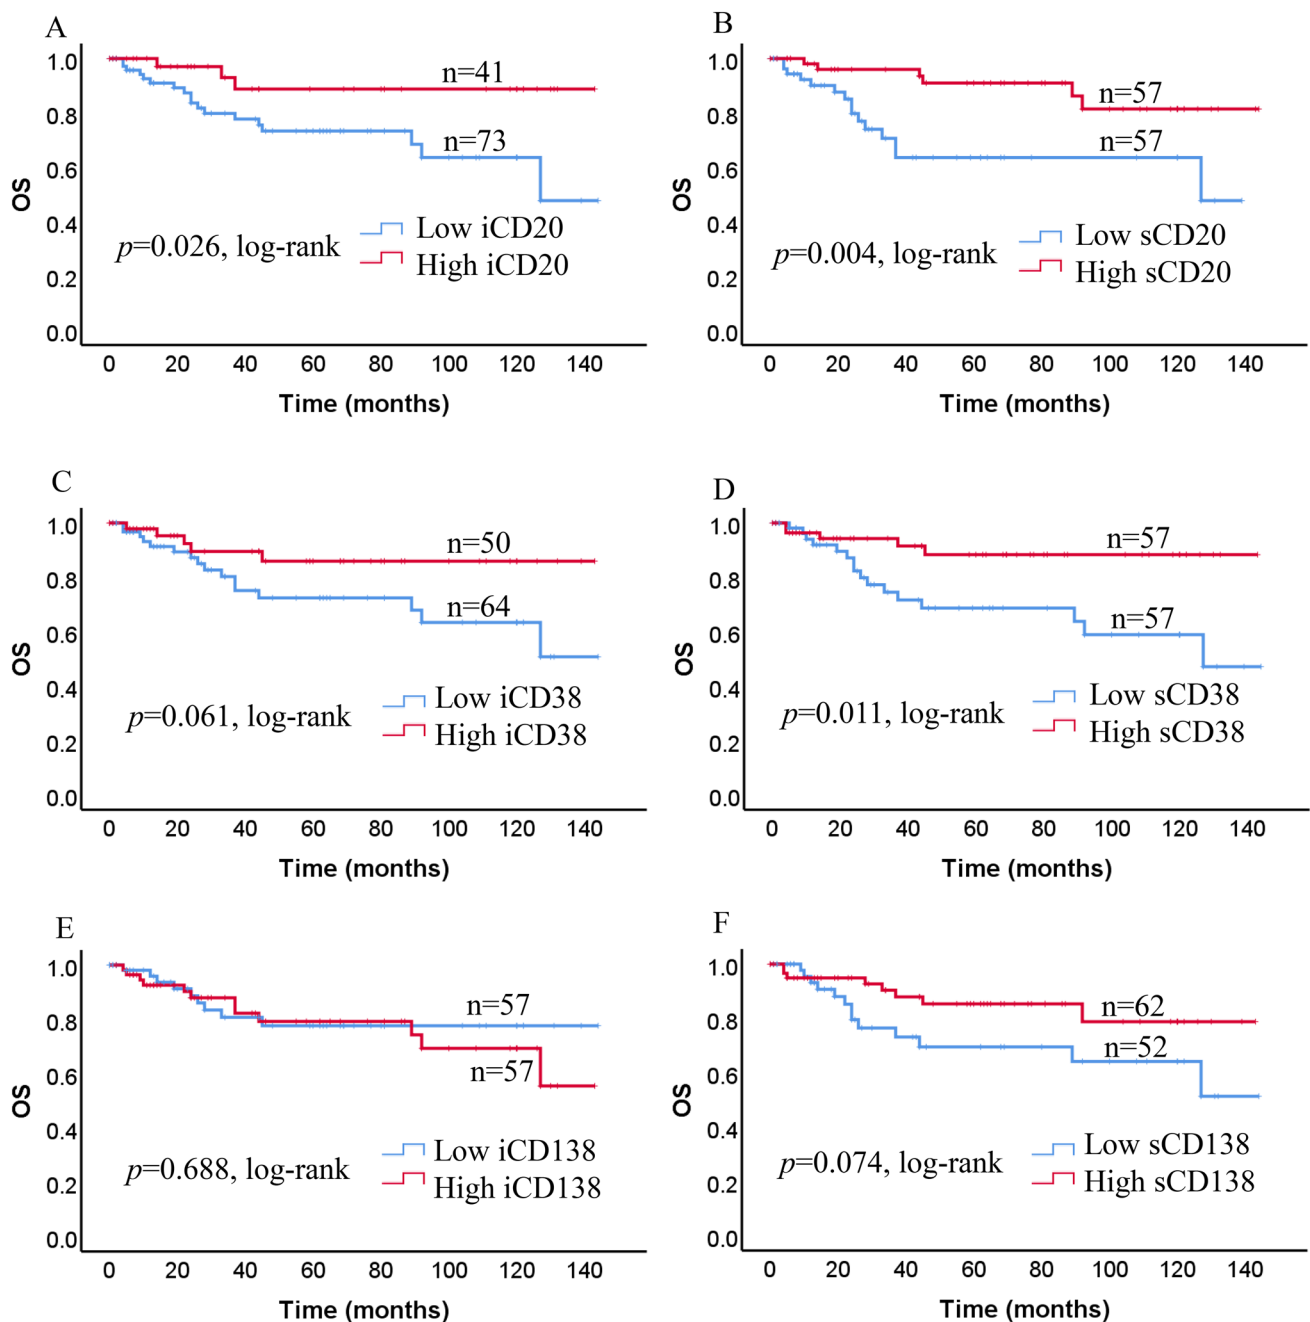 A
1.0
0.8
0.6
0.4
0.2
0.0
OS
n=41
n=73
p=0.026, log-rank
Low iCD20
High iCD20
0 20 40 60 80 100 120 140
Time (months)
B
1.0
0.8
0.6
0.4
0.2
0.0
OS
n=57
n=57
p=0.004, log-rank
Low sCD20
High sCD20
0 20 40 60 80 100 120 140
Time (months)
C
1.0
0.8
0.6
0.4
0.2
0.0
OS
n=50
n=64
p=0.061, log-rank
Low iCD38
High iCD38
0 20 40 60 80 100 120 140
Time (months)
D
1.0
0.8
0.6
0.4
0.2
0.0
OS
n=57
n=57
p=0.011, log-rank
Low sCD38
High sCD38
0 20 40 60 80 100 120 140
Time (months)
E
1.0
0.8
0.6
0.4
0.2
0.0
OS
n=57
n=57
p=0.688, log-rank
Low iCD138
High iCD138
0 20 40 60 80 100 120 140
Time (months)
F
1.0
0.8
0.6
0.4
0.2
0.0
OS
n=62
n=52
p=0.074, log-rank
Low sCD138
High sCD138
0 20 40 60 80 100 120 140
Time (months)